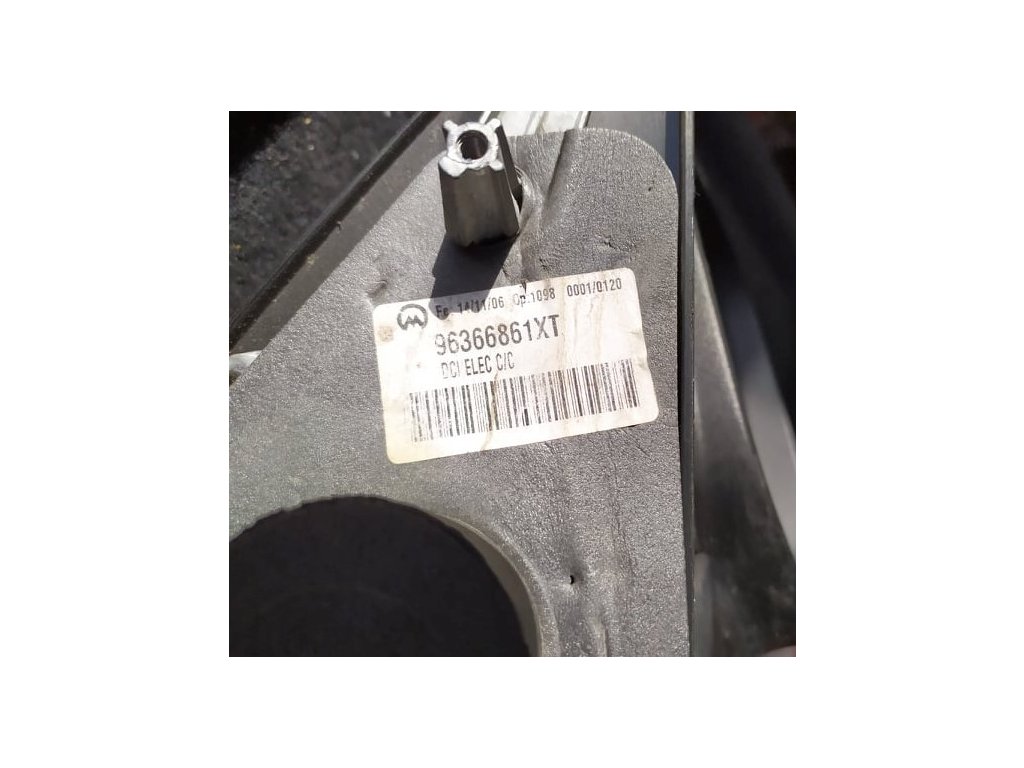 Fe 14/11/06 Op.1098 0001/0120
96366861XT
DCI ELEC C/C